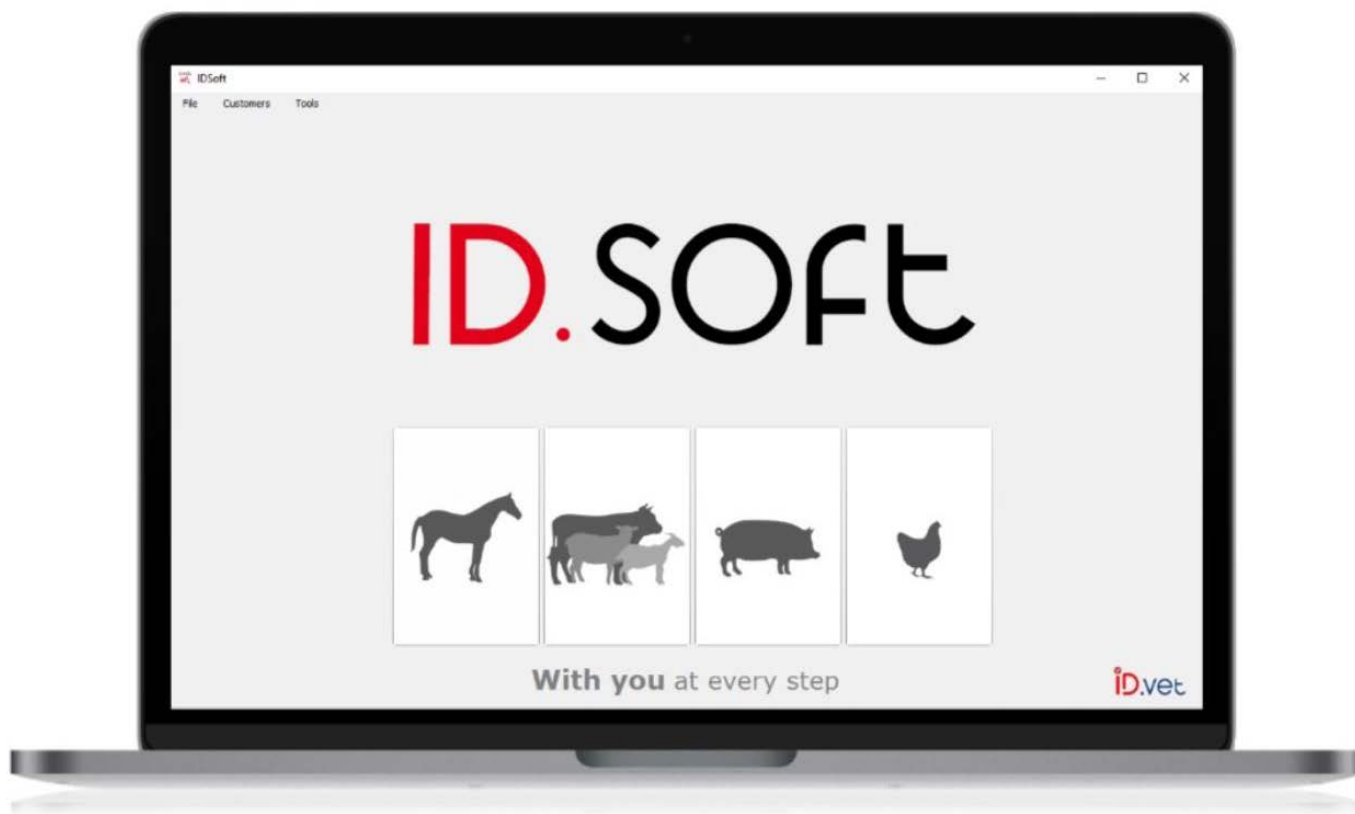 IDSoft
File Customers Tools
ID.SOFT
With you at every step
iD.vet